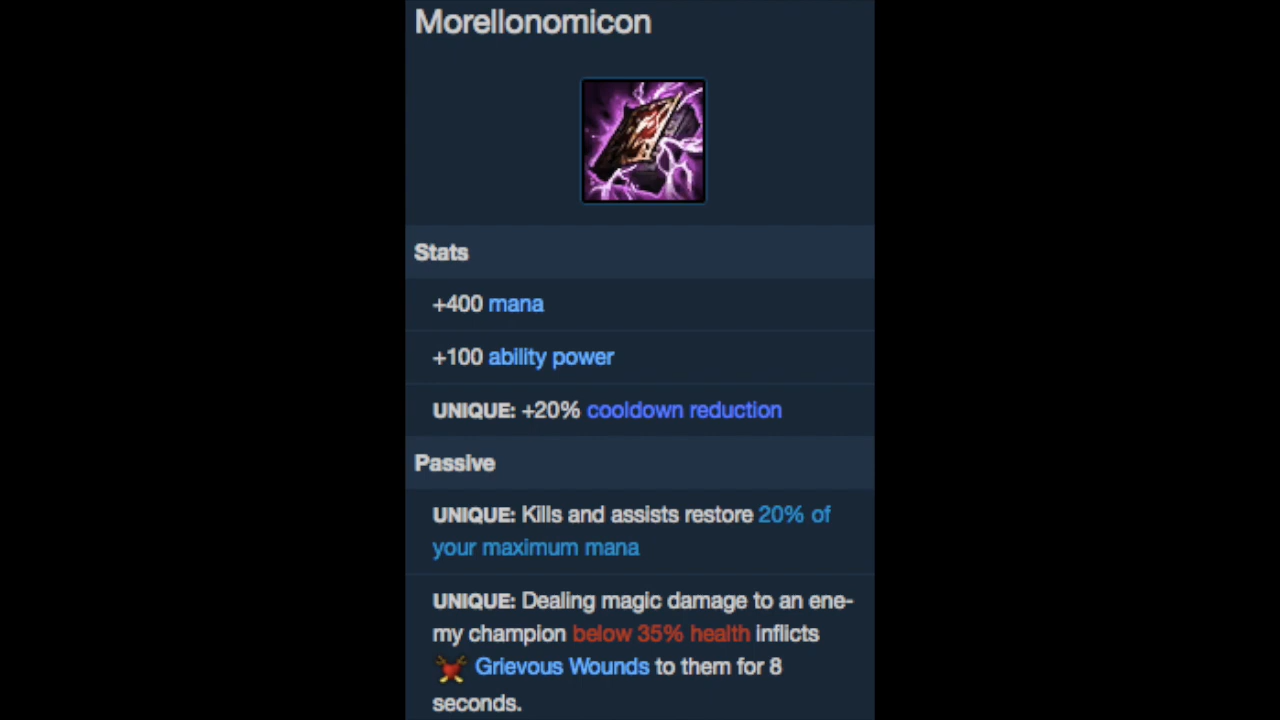 Morellonomicon
Stats
+400 mana
+100 ability power
UNIQUE: +20% cooldown reduction
Passive
UNIQUE: Kills and assists restore 20% of
your maximum mana
UNIQUE: Dealing magic damage to an ene-
my champion below 35% health inflicts
Grievous Wounds to them for 8
seconds.